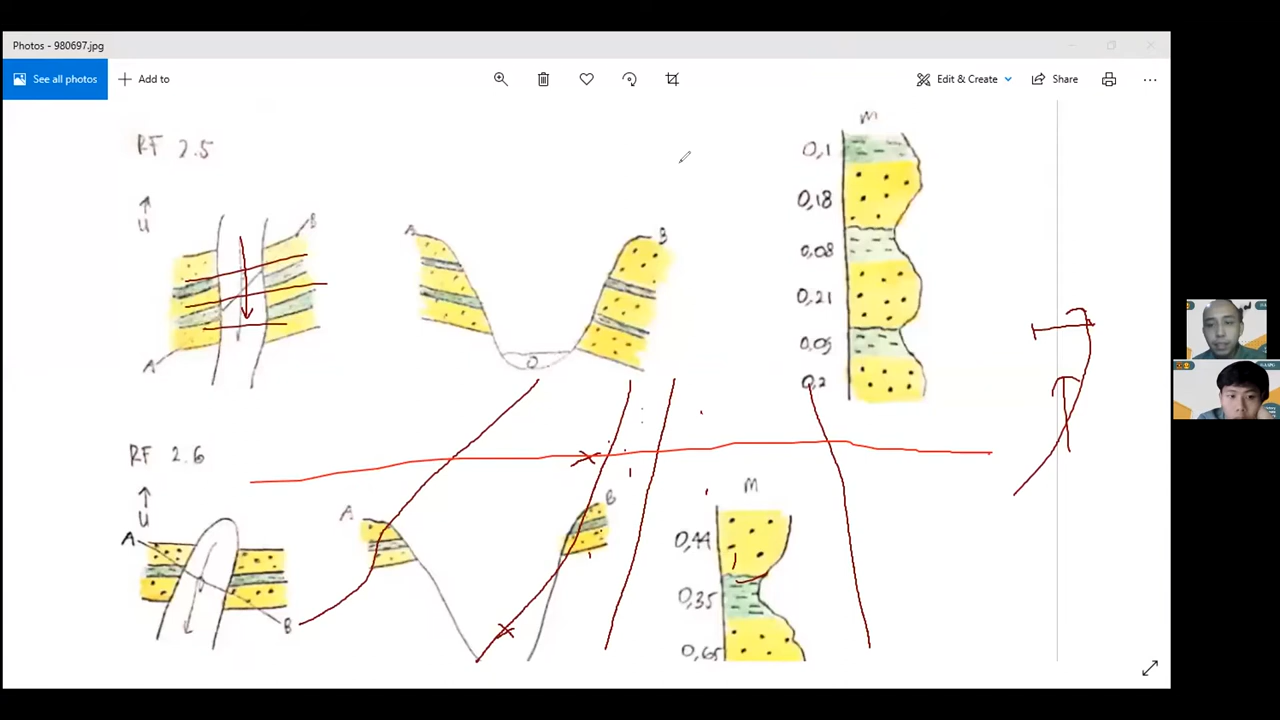 Photos - 980697.jpg
See all photos
Add to
Edit & Create
Share
RF 2.5
U
B
A
A
B
M
0,1
0,18
0,08
0,21
0,05
0,2
RF 2.6
U
A
B
A
B
M
0,44
0,35
0,65